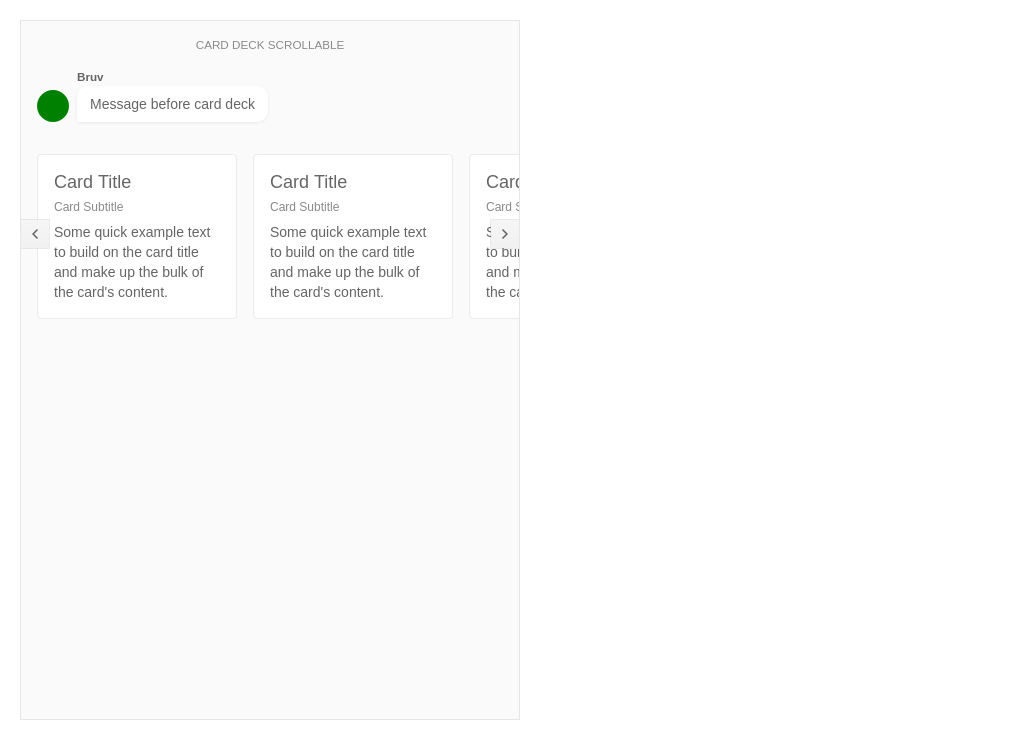 CARD DECK SCROLLABLE
Bruv
Message before card deck
Card Title
Card Subtitle
Some quick example text
to build on the card title
and make up the bulk of
the card's content.
Card Title
Card Subtitle
Some quick example text
to build on the card title
and make up the bulk of
the card's content.
Card
Card S
to bu
and m
the ca